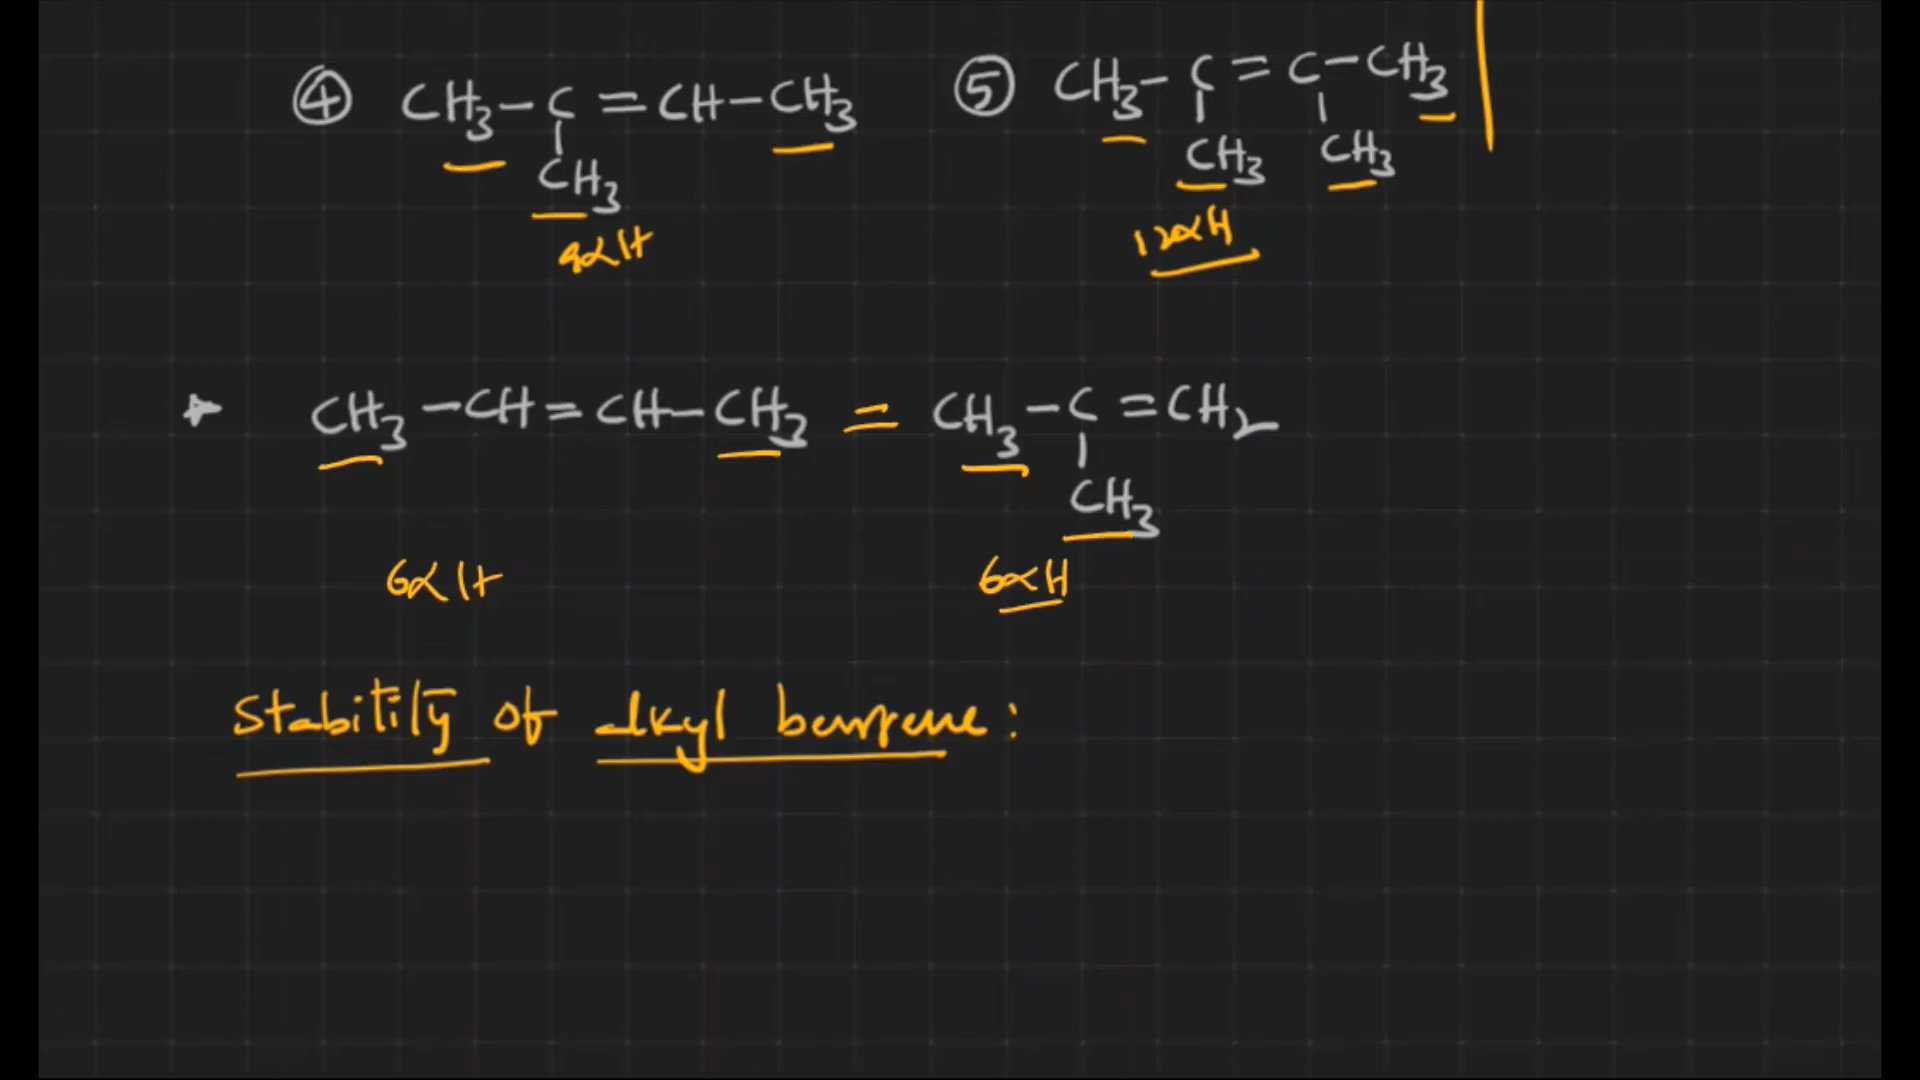 ④ CH₃-C=CH-CH₃ ⑤ CH₃-C=C-CH₃
CH₃ CH₃ CH₃
9αH 12αH
CH₃-CH=CH-CH₃ = CH₃-C=CH₂
CH₃
6αH 6αH
Stability of alkyl benzene: